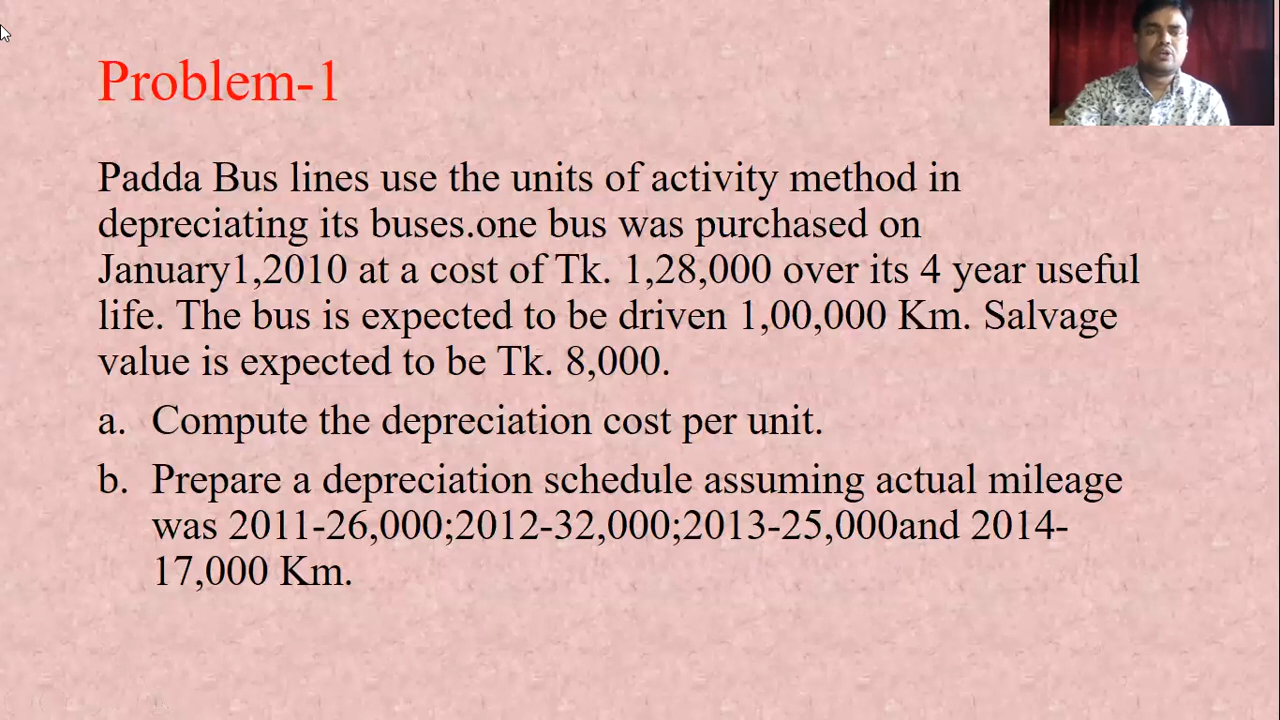 Problem-1
Padda Bus lines use the units of activity method in
depreciating its buses.one bus was purchased on
January1,2010 at a cost of Tk. 1,28,000 over its 4 year useful
life. The bus is expected to be driven 1,00,000 Km. Salvage
value is expected to be Tk. 8,000.
a. Compute the depreciation cost per unit.
b. Prepare a depreciation schedule assuming actual mileage
was 2011-26,000;2012-32,000;2013-25,000and 2014-
17,000 Km.